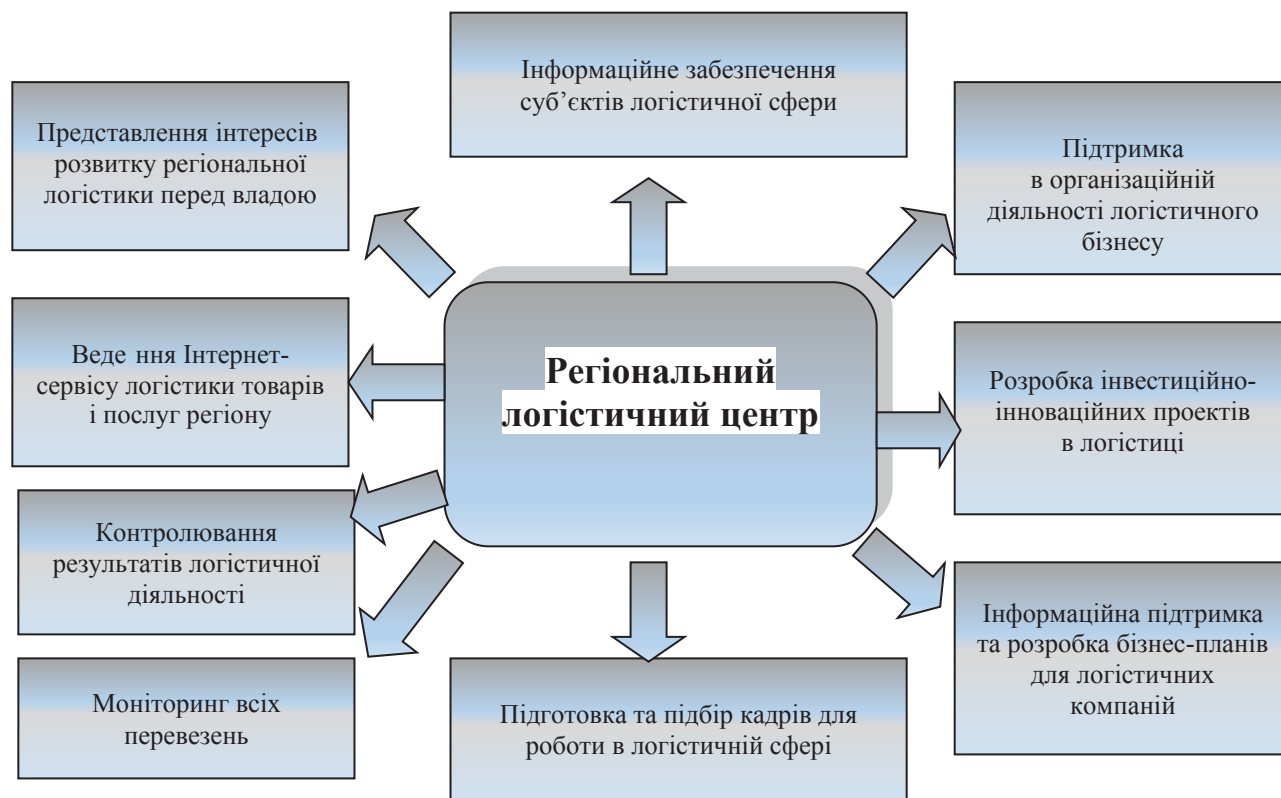 Інформаційне забезпечення
суб’єктів логістичної сфери
Представлення інтересів
розвитку регіональної
логістики перед владою
Підтримка
в організаційній
діяльності логістичного
бізнесу
Веде ння Інтернет-
сервісу логістики товарів
і послуг регіону
Регіональний
логістичний центр
Розробка інвестиційно-
інноваційних проектів
в логістиці
Контролювання
результатів логістичної
діяльності
Інформаційна підтримка
та розробка бізнес-планів
для логістичних
компаній
Моніторинг всіх
перевезень
Підготовка та підбір кадрів для
роботи в логістичній сфері